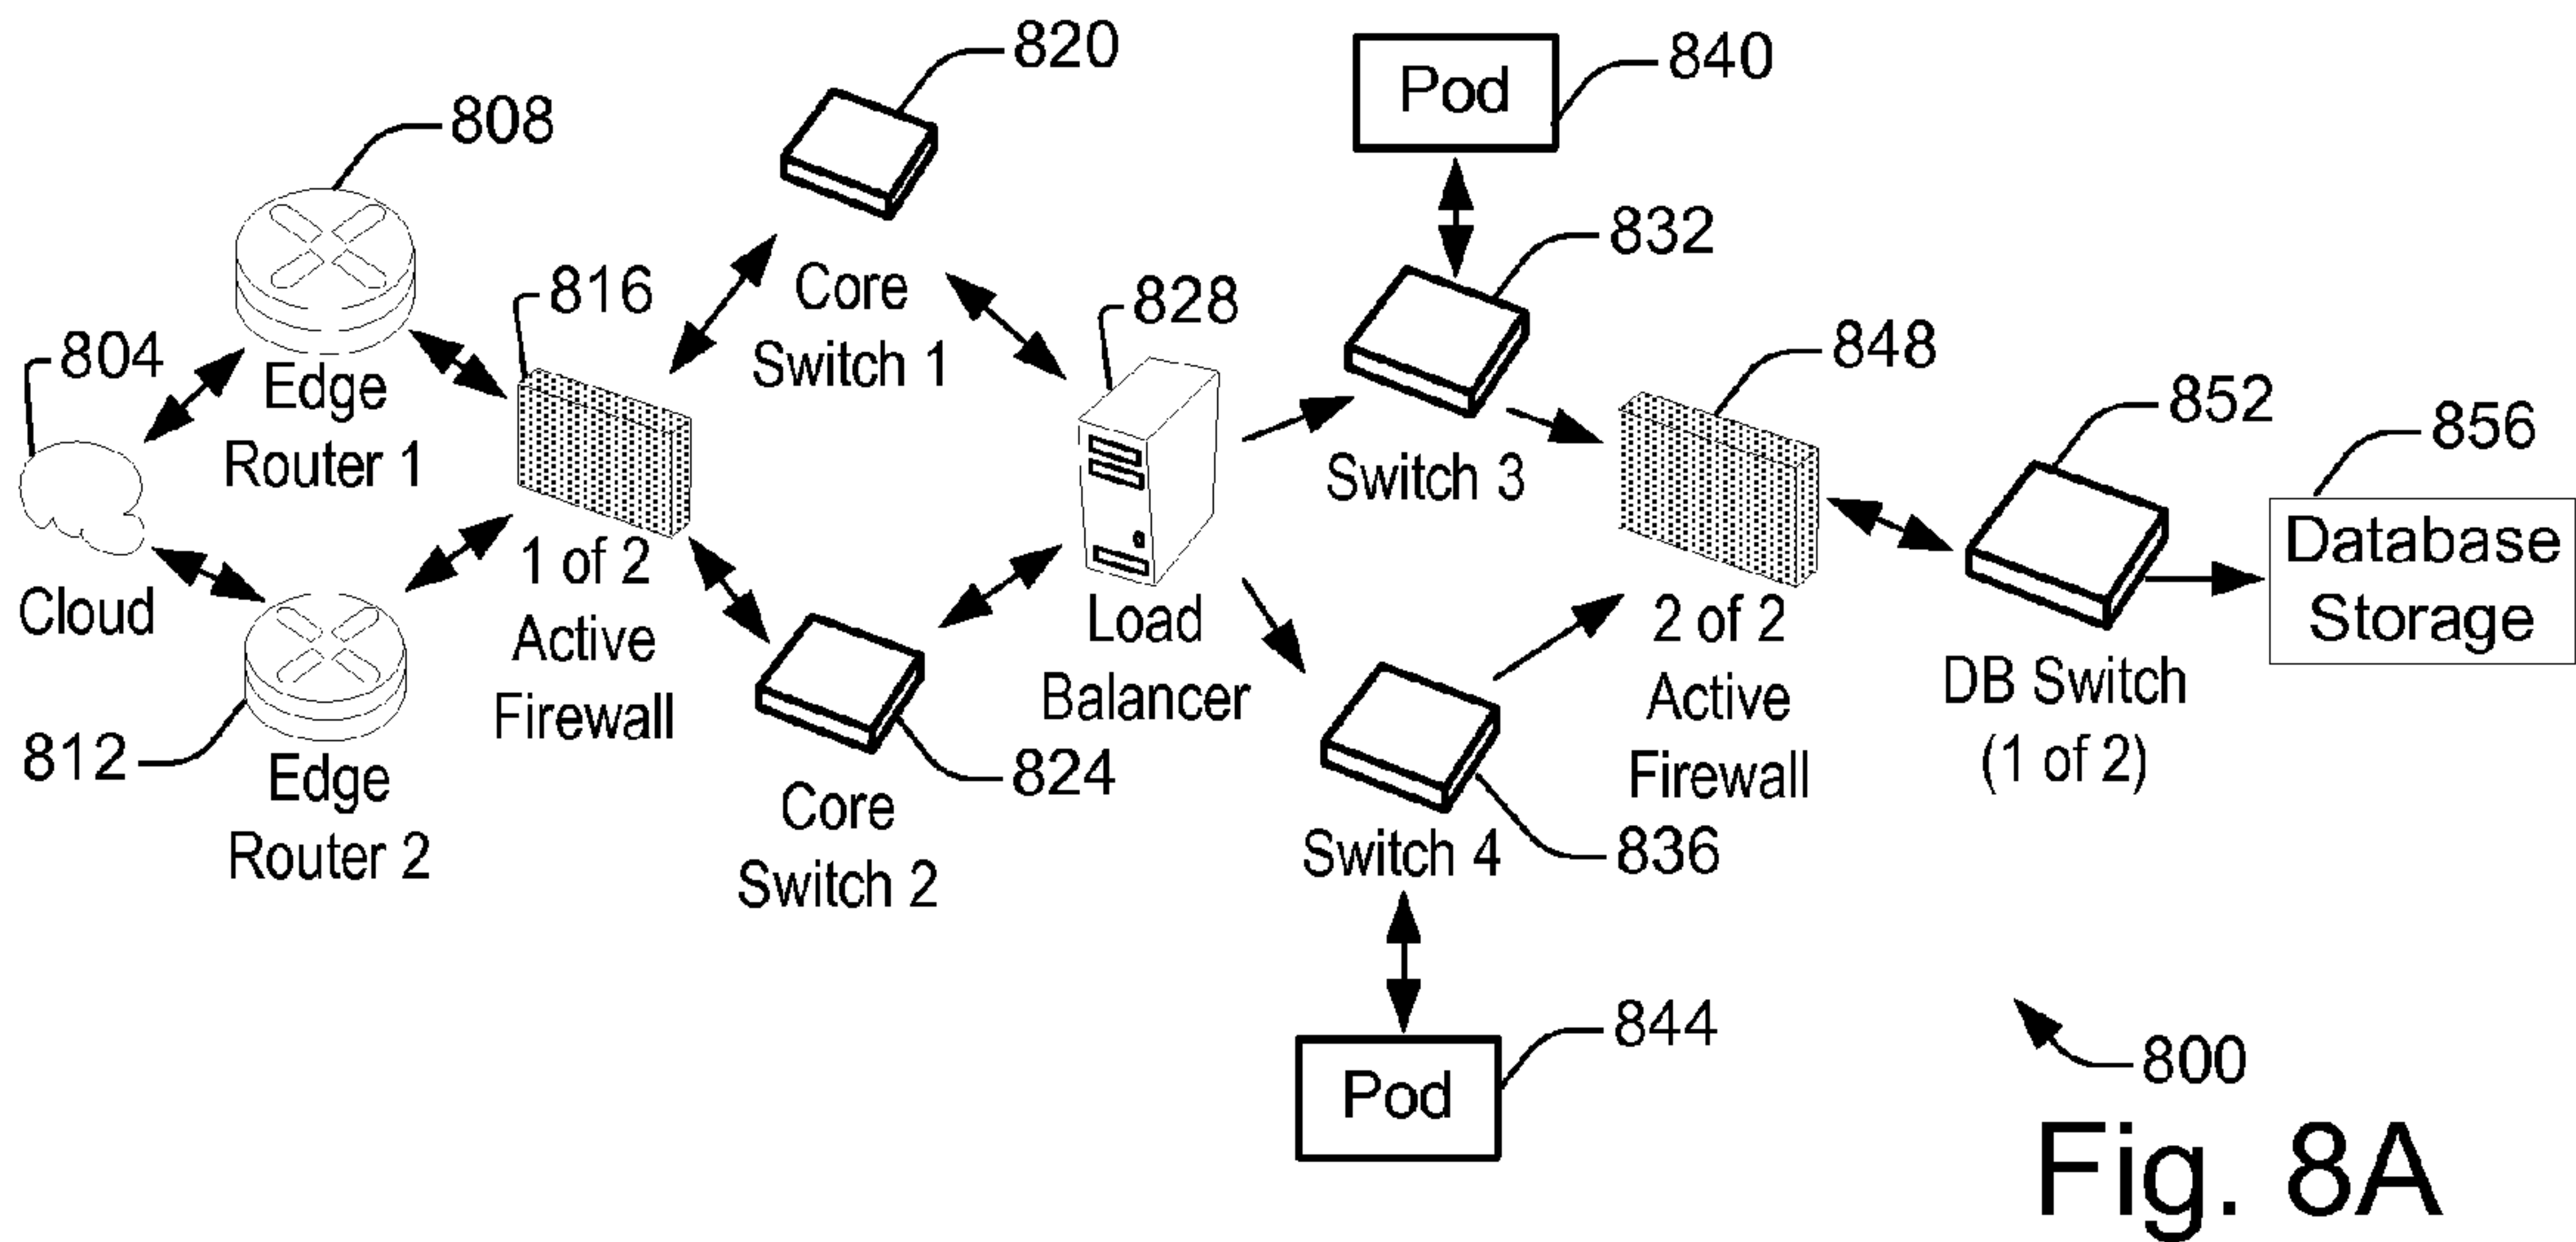 804
Cloud
808
Edge
Router 1
812
Edge
Router 2
816
1 of 2
Active
Firewall
820
Core
Switch 1
824
Core
Switch 2
828
Load
Balancer
Pod
840
832
Switch 3
836
Switch 4
Pod
844
848
2 of 2
Active
Firewall
852
DB Switch
(1 of 2)
856
Database
Storage
800
Fig. 8A